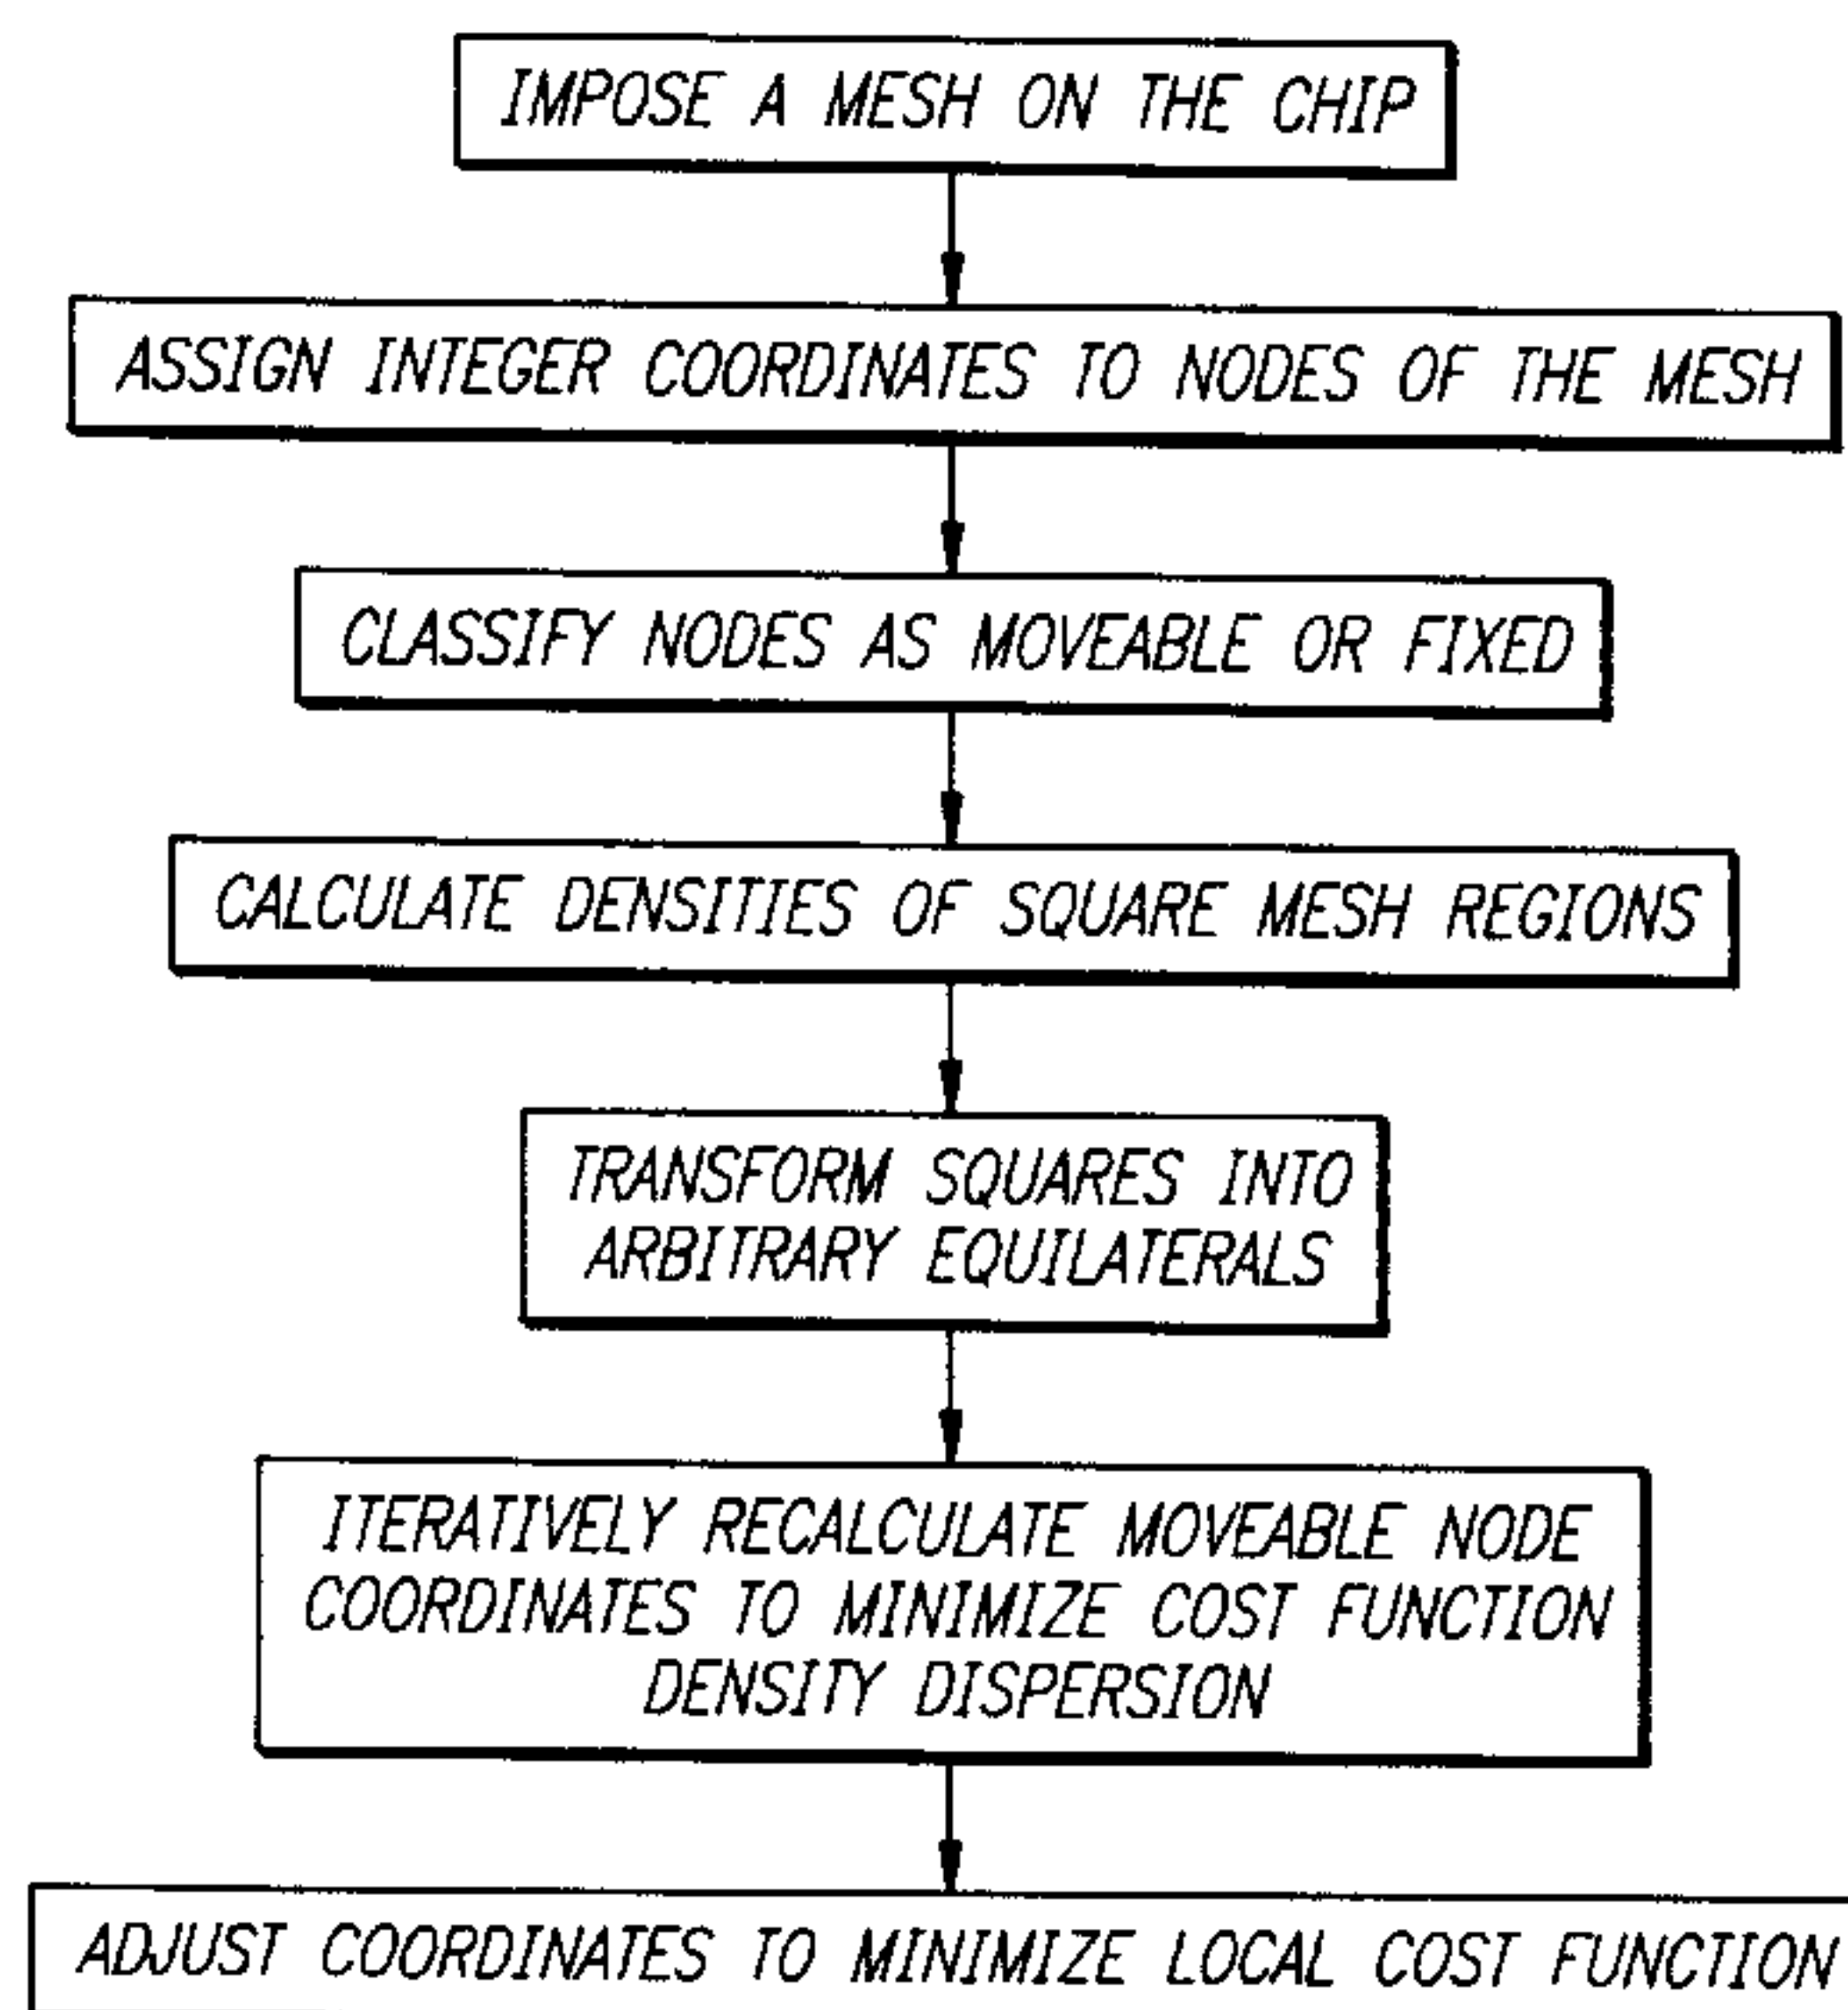 IMPOSE A MESH ON THE CHIP
ASSIGN INTEGER COORDINATES TO NODES OF THE MESH
CLASSIFY NODES AS MOVEABLE OR FIXED
CALCULATE DENSITIES OF SQUARE MESH REGIONS
TRANSFORM SQUARES INTO
ARBITRARY EQUILATERALS
ITERATIVELY RECALCULATE MOVEABLE NODE
COORDINATES TO MINIMIZE COST FUNCTION
DENSITY DISPERSION
ADJUST COORDINATES TO MINIMIZE LOCAL COST FUNCTION